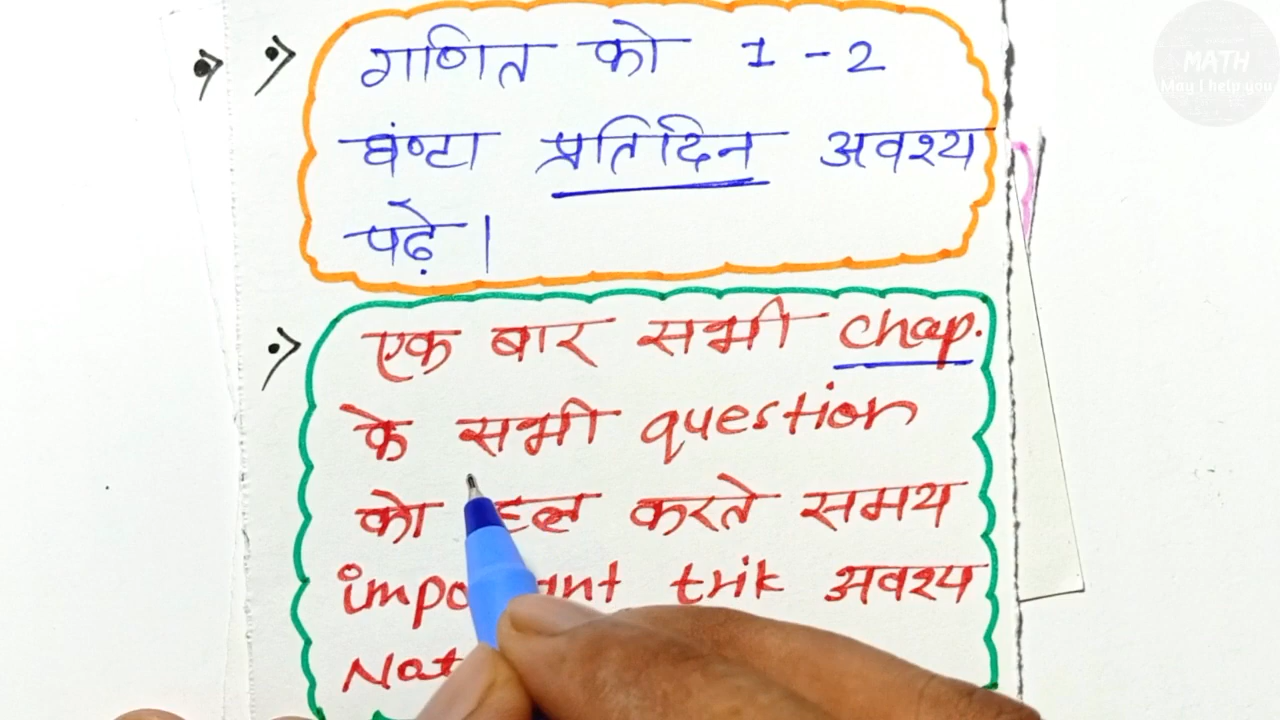 गणित को 1 - 2
घंण्टा प्रतिदिन अवश्य
पढ़े।
एक बार सभी chap.
के सभी question
को हल करते समय
trik अवश्य
MATH
May I help you